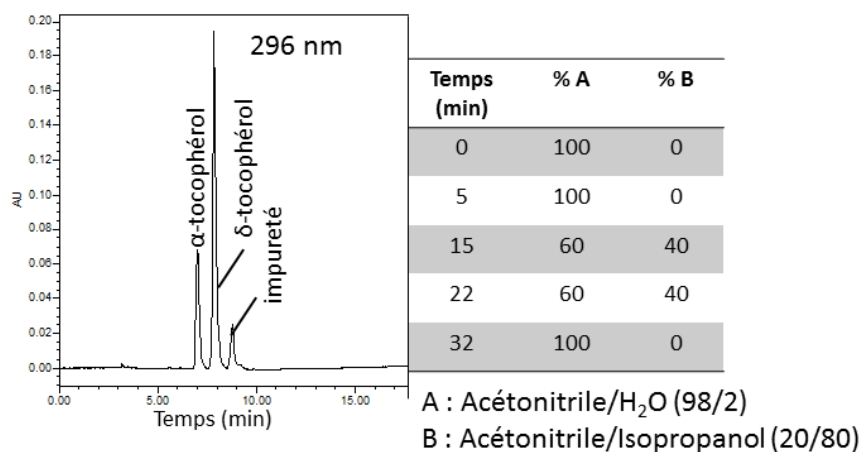 296 nm
0.20
0.18
0.16
0.14
0.12
0.10
0.08
0.06
0.04
0.02
0.00
AU
α-tocophérol
δ-tocophérol
impureté
0.00 5.00 10.00 15.00
Temps (min)
Temps (min) % A % B
0 100 0
5 100 0
15 60 40
22 60 40
32 100 0
A : Acétonitrile/H₂O (98/2)
B : Acétonitrile/Isopropanol (20/80)